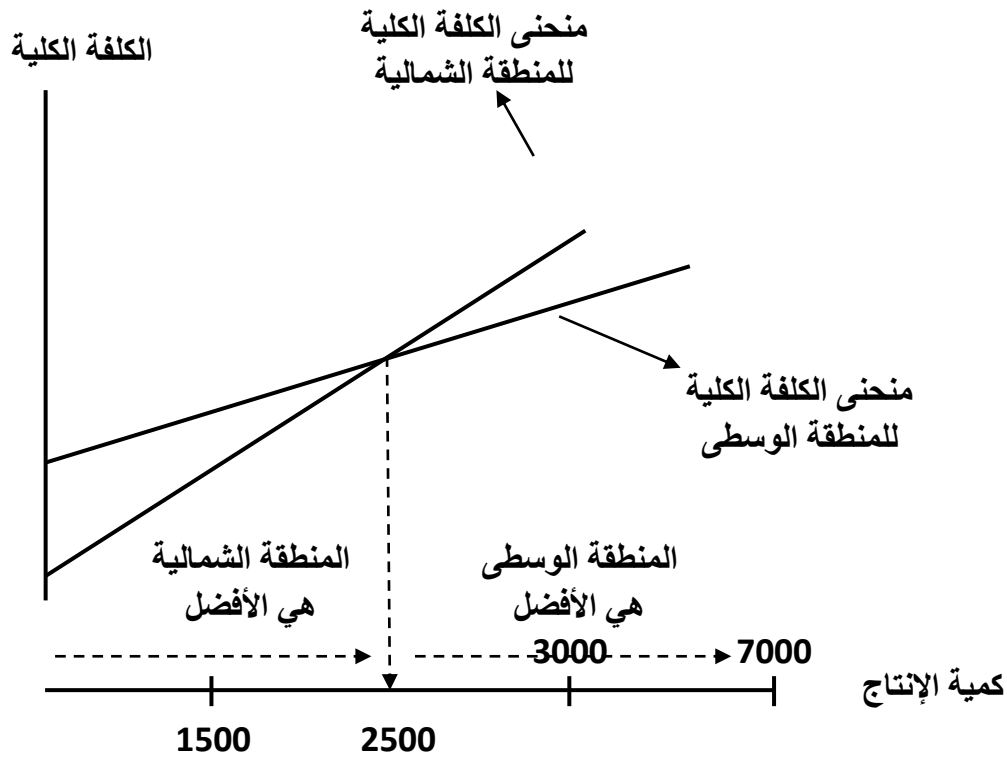 منحنى الكلفة الكلية
للمنطقة الشمالية
الكلفة الكلية
منحنى الكلفة الكلية
للمنطقة الوسطى
المنطقة الوسطى
هي الأفضل
المنطقة الشمالية
هي الأفضل
3000
7000
كمية الإنتاج
1500
2500